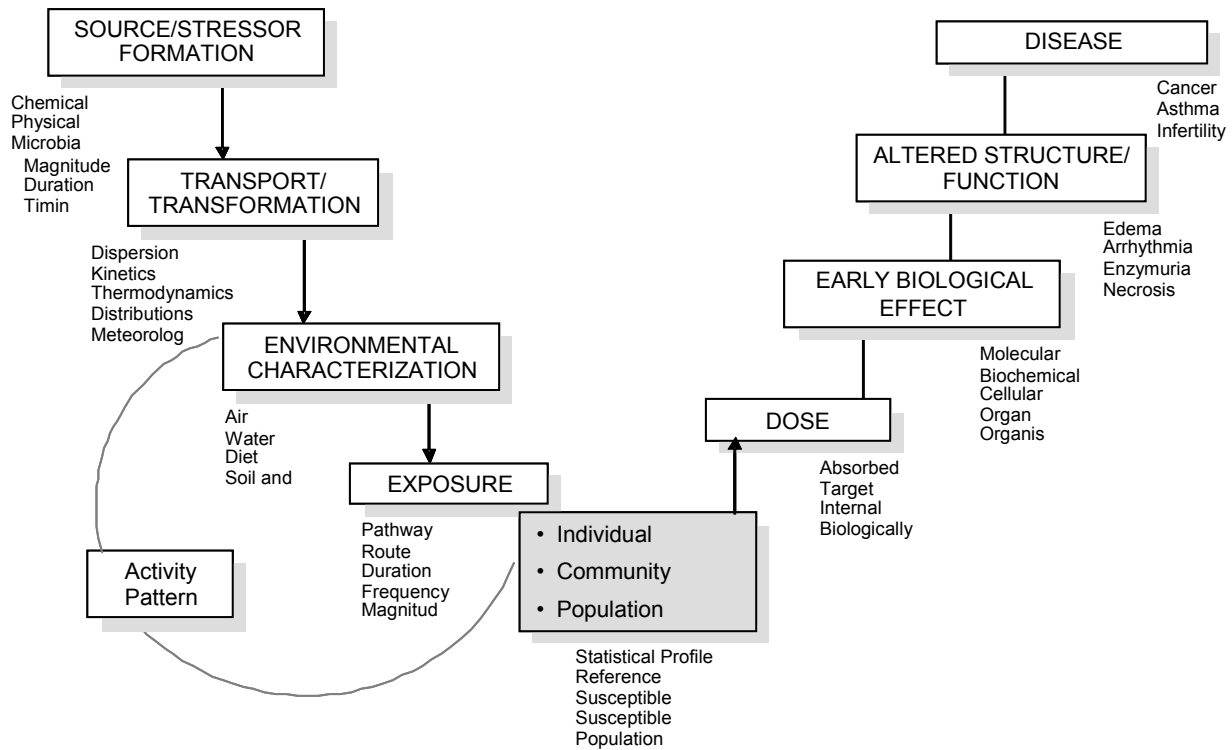 SOURCE/STRESSOR
FORMATION
Chemical
Physical
Microbia
Magnitude
Duration
Timin
TRANSPORT/
TRANSFORMATION
Dispersion
Kinetics
Thermodynamics
Distributions
Meteorolog
ENVIRONMENTAL
CHARACTERIZATION
Air
Water
Diet
Soil and
EXPOSURE
Pathway
Route
Duration
Frequency
Magnitud
Activity
Pattern
• Individual
• Community
• Population
Statistical Profile
Reference
Susceptible
Susceptible
Population
DOSE
Absorbed
Target
Internal
Biologically
EARLY BIOLOGICAL
EFFECT
Molecular
Biochemical
Cellular
Organ
Organis
ALTERED STRUCTURE/
FUNCTION
Edema
Arrhythmia
Enzymuria
Necrosis
DISEASE
Cancer
Asthma
Infertility